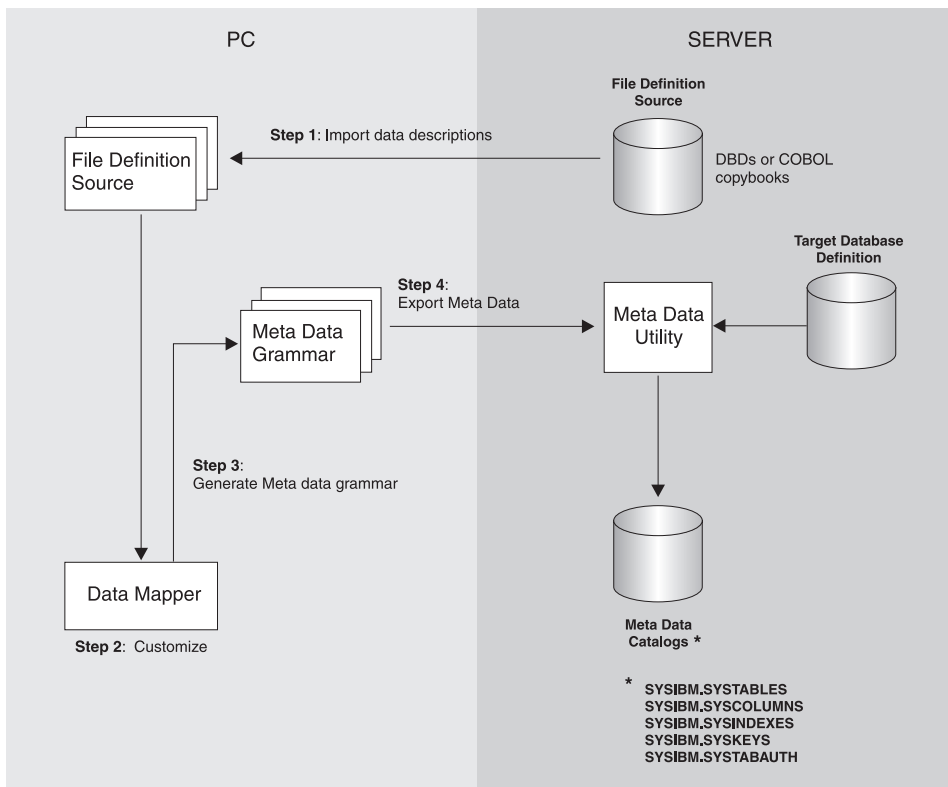 PC
SERVER
File Definition
Source
Step 1: Import data descriptions
File Definition
Source
DBDs or COBOL
copybooks
Target Database
Definition
Step 4:
Export Meta Data
Meta Data
Grammar
Meta Data
Utility
Step 3:
Generate Meta data grammar
Data Mapper
Step 2: Customize
Meta Data
Catalogs *
* SYSIBM.SYSTABLES
SYSIBM.SYSCOLUMNS
SYSIBM.SYSINDEXES
SYSIBM.SYSKEYS
SYSIBM.SYSTABAUTH